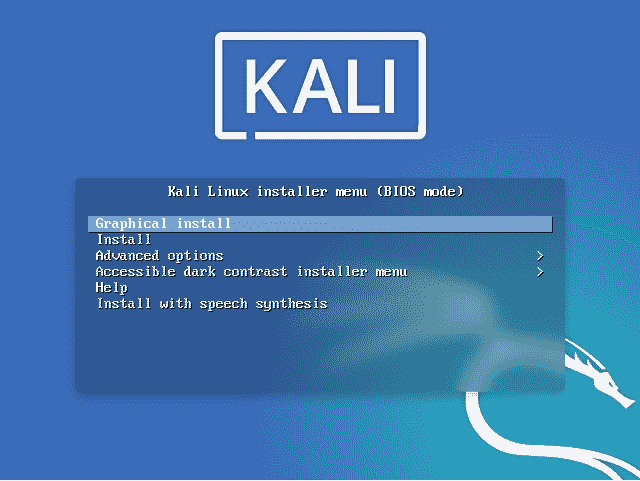 KALI
Kali Linux installer menu (BIOS mode)
Graphical install
Install
Advanced options >
Accessible dark contrast installer menu >
Help
Install with speech synthesis